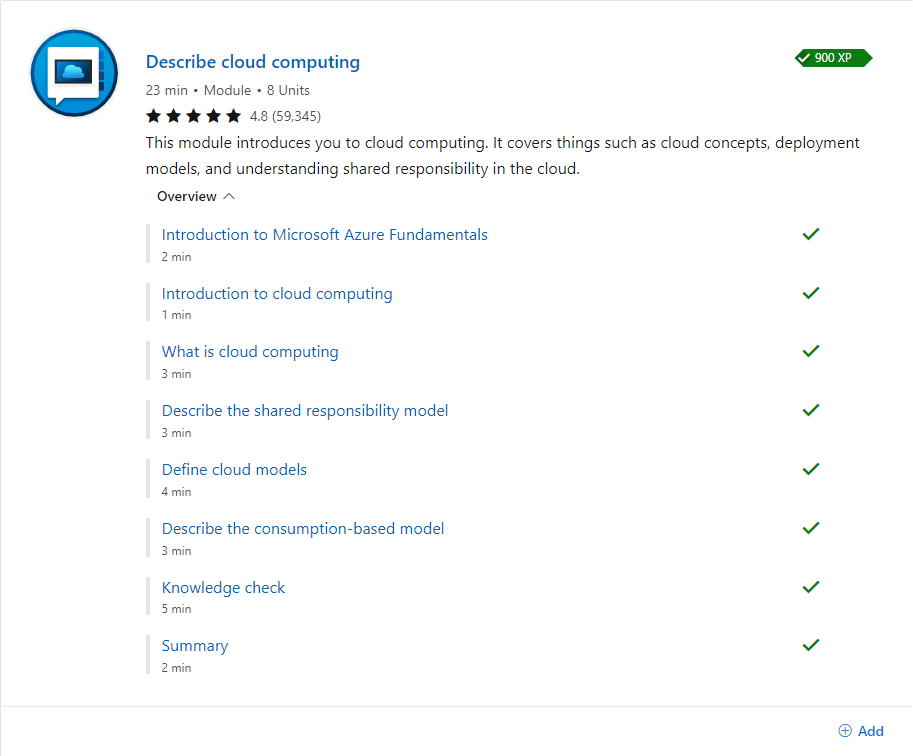 Describe cloud computing
900 XP
23 min • Module • 8 Units
4.8 (59,345)
This module introduces you to cloud computing. It covers things such as cloud concepts, deployment
models, and understanding shared responsibility in the cloud.
Overview
Introduction to Microsoft Azure Fundamentals
2 min
Introduction to cloud computing
1 min
What is cloud computing
3 min
Describe the shared responsibility model
3 min
Define cloud models
4 min
Describe the consumption-based model
3 min
Knowledge check
5 min
Summary
2 min
Add